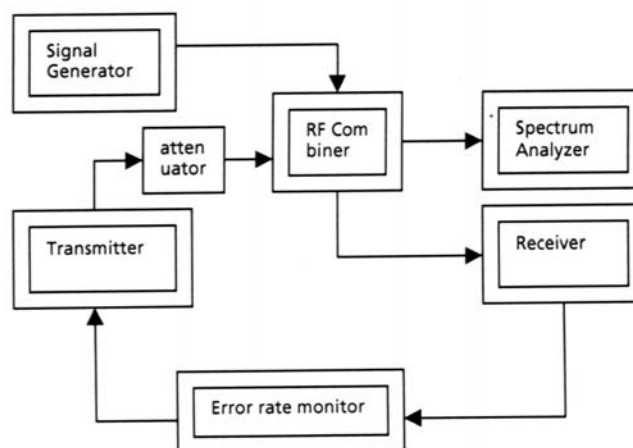 Signal
Generator
RF Com
biner
Spectrum
Analyzer
atten
uator
Transmitter
Receiver
Error rate monitor